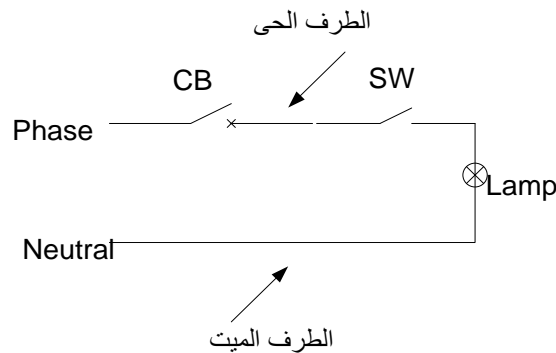 الطرف الحى
CB
SW
Phase
Lamp
Neutral
الطرف الميت